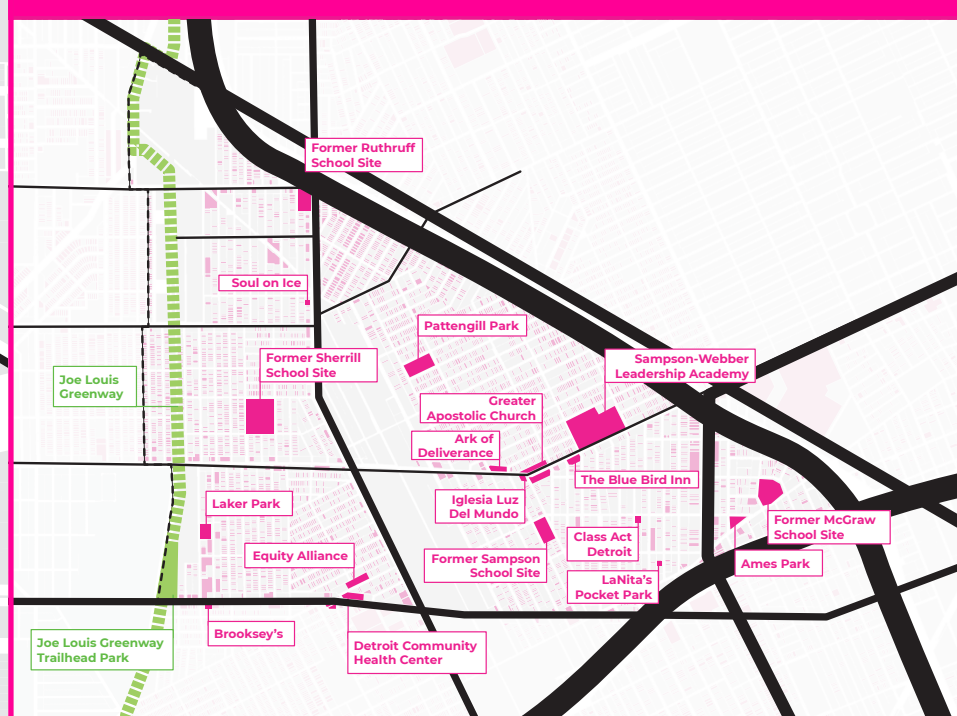 Former Ruthruff
School Site
Soul on Ice
Pattengill Park
Former Sherrill
School Site
Sampson-Webber
Leadership Academy
Joe Louis
Greenway
Greater
Apostolic Church
Ark of
Deliverance
The Blue Bird Inn
Laker Park
Iglesia Luz
Del Mundo
Former McGraw
School Site
Class Act
Detroit
Equity Alliance
Former Sampson
School Site
Ames Park
LaNita's
Pocket Park
Brooksey's
Joe Louis Greenway
Trailhead Park
Detroit Community
Health Center